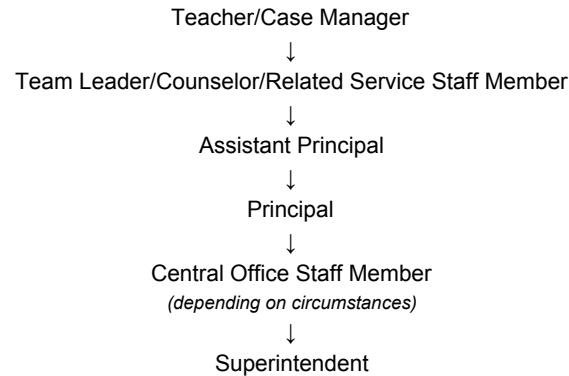 Teacher/Case Manager
↓
Team Leader/Counselor/Related Service Staff Member
↓
Assistant Principal
↓
Principal
↓
Central Office Staff Member
(depending on circumstances)
↓
Superintendent